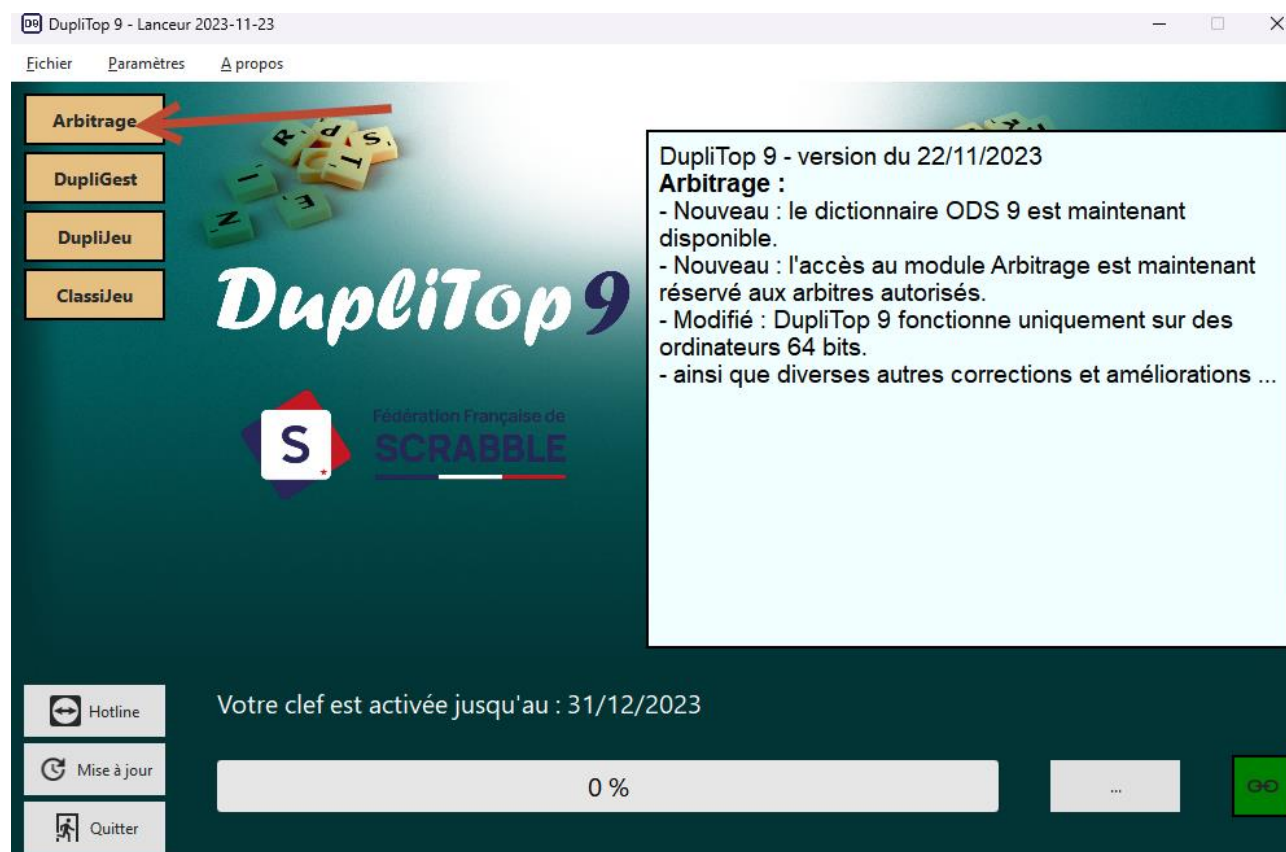 D9 DupliTop 9 - Lanceur 2023-11-23
Fichier Paramètres A propos
Arbitrage
DupliGest
DupliJeu
ClassiJeu
DupliTop 9
S
Fédération Française de
SCRABBLE
DupliTop 9 - version du 22/11/2023
Arbitrage :
- Nouveau : le dictionnaire ODS 9 est maintenant
disponible.
- Nouveau : l'accès au module Arbitrage est maintenant
réservé aux arbitres autorisés.
- Modifié : DupliTop 9 fonctionne uniquement sur des
ordinateurs 64 bits.
- ainsi que diverses autres corrections et améliorations ...
Hotline
Votre clef est activée jusqu'au : 31/12/2023
Mise à jour
0 %
...
Quitter